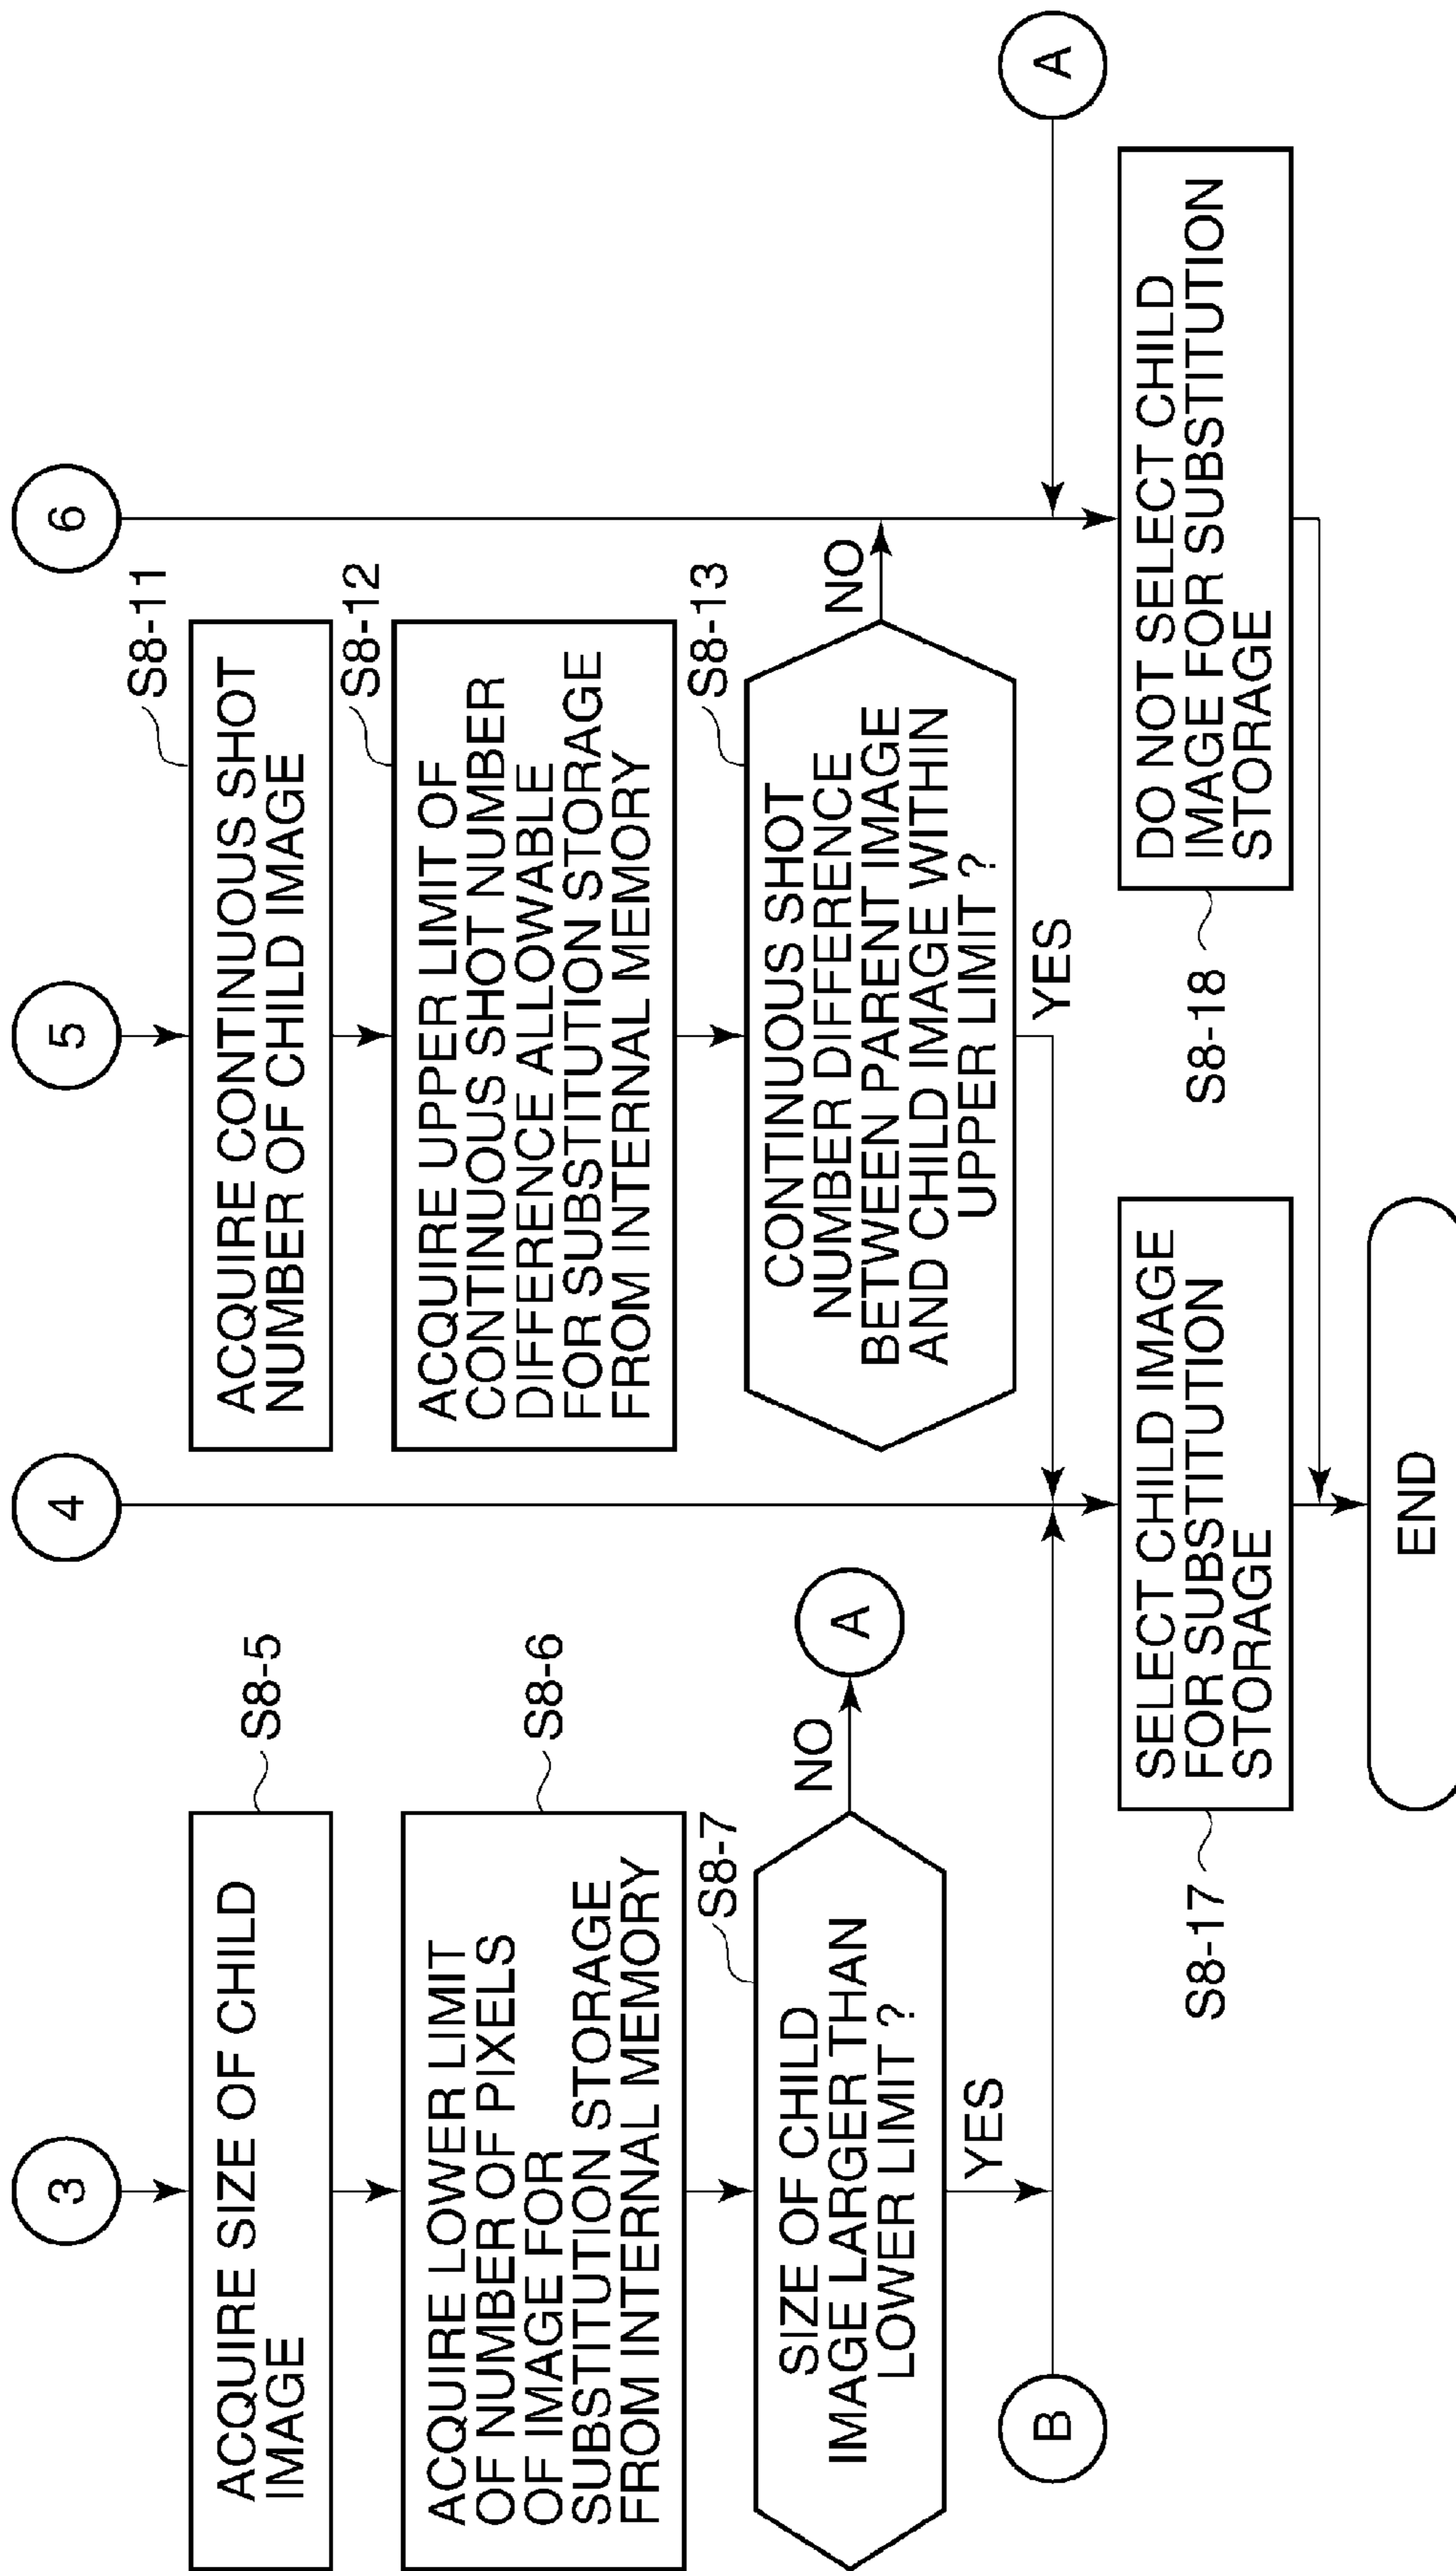 3
ACQUIRE SIZE OF CHILD
IMAGE
S8-5
ACQUIRE LOWER LIMIT
OF NUMBER OF PIXELS
OF IMAGE FOR
SUBSTITUTION STORAGE
FROM INTERNAL MEMORY
S8-6
SIZE OF CHILD
IMAGE LARGER THAN
LOWER LIMIT ?
S8-7
NO
A
YES
B
4
5
ACQUIRE CONTINUOUS SHOT
NUMBER OF CHILD IMAGE
S8-11
ACQUIRE UPPER LIMIT OF
CONTINUOUS SHOT NUMBER
DIFFERENCE ALLOWABLE
FOR SUBSTITUTION STORAGE
FROM INTERNAL MEMORY
S8-12
CONTINUOUS SHOT
NUMBER DIFFERENCE
BETWEEN PARENT IMAGE
AND CHILD IMAGE WITHIN
UPPER LIMIT ?
S8-13
NO
YES
6
A
SELECT CHILD IMAGE
FOR SUBSTITUTION
STORAGE
S8-17
DO NOT SELECT CHILD
IMAGE FOR SUBSTITUTION
STORAGE
S8-18
END